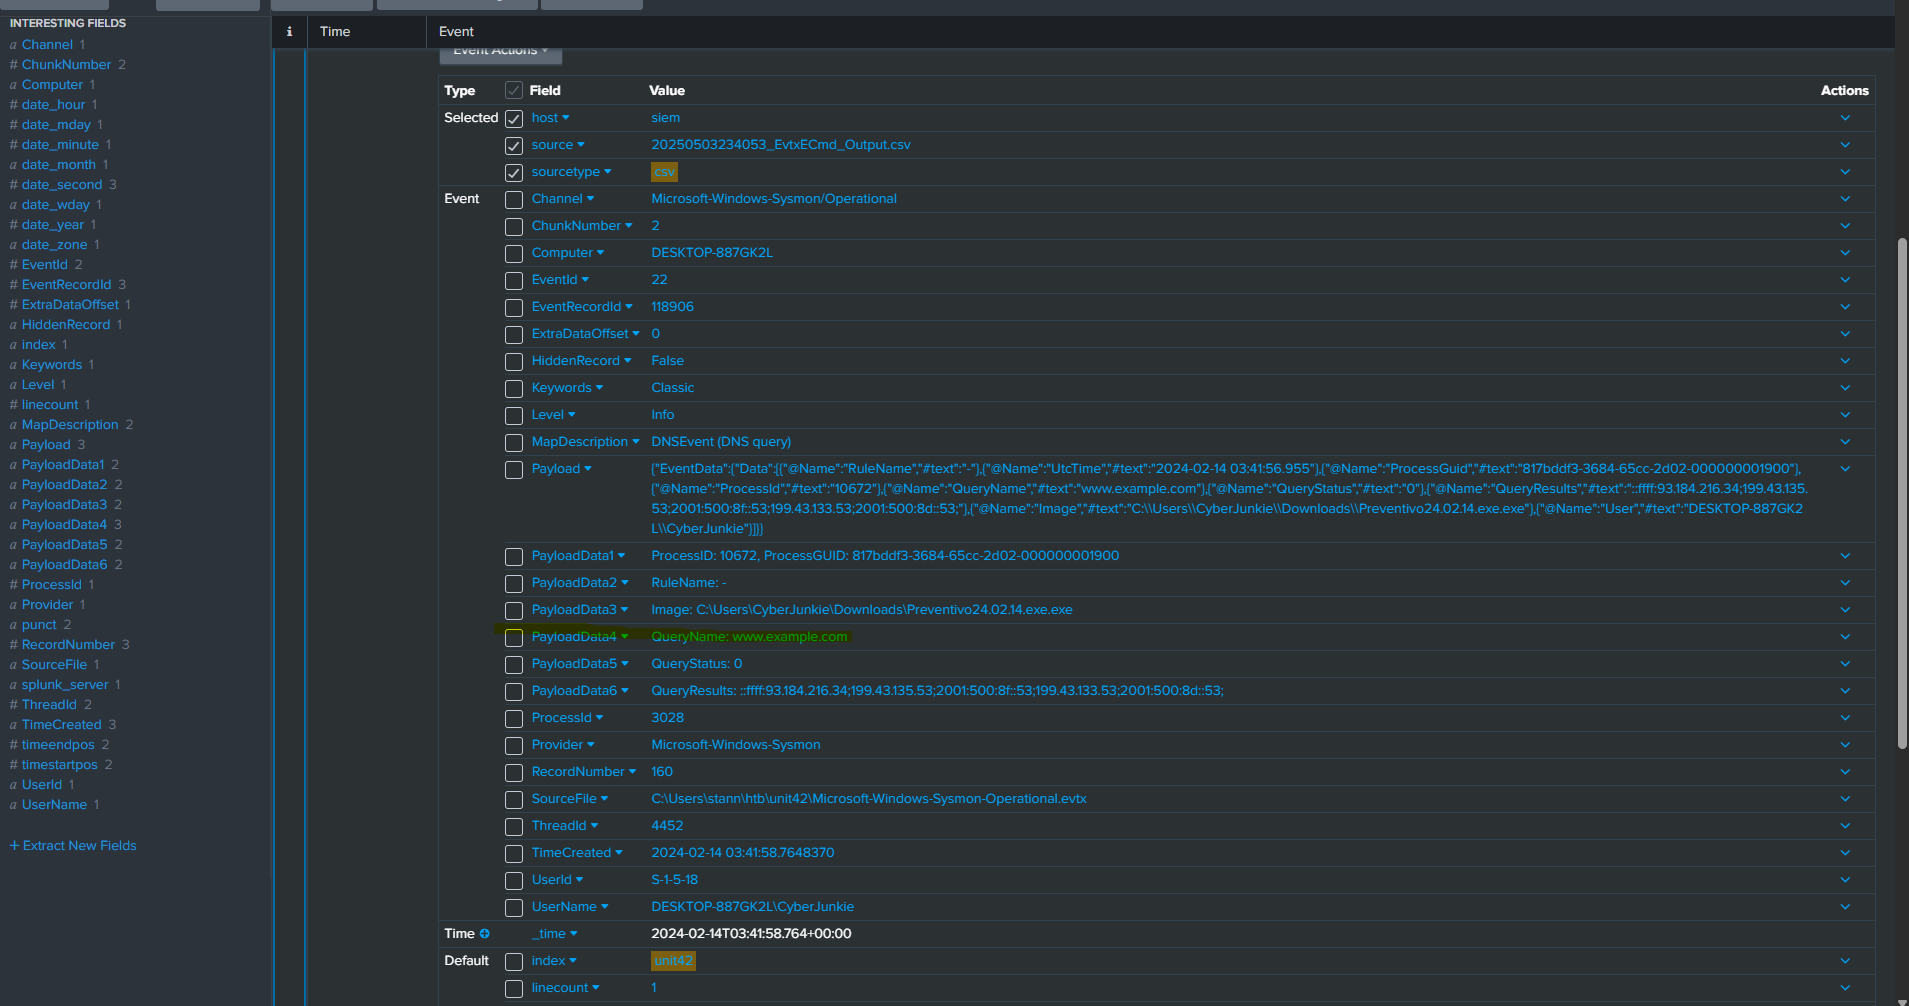 INTERESTING FIELDS
a Channel 1
# ChunkNumber 2
a Computer 1
# date_hour 1
# date_mday 1
# date_minute 1
a date_month 1
# date_second 3
a date_wday 1
# date_year 1
a date_zone 1
# EventId 2
# EventRecordId 3
# ExtraDataOffset 1
a HiddenRecord 1
a index 1
a Keywords 1
a Level 1
# linecount 1
a MapDescription 2
a Payload 3
a PayloadData1 2
a PayloadData2 2
a PayloadData3 2
a PayloadData4 3
a PayloadData5 2
a PayloadData6 2
# ProcessId 1
a Provider 1
a punct 2
# RecordNumber 3
a SourceFile 1
a splunk_server 1
# ThreadId 2
a TimeCreated 3
# timeendpos 2
# timestartpos 2
a UserId 1
a UserName 1
+ Extract New Fields
i Time Event
Event Actions
Type Field Value Actions
Selected host siem
source 20250503234053_EvtxECmd_Output.csv
sourcetype csv
Event Channel Microsoft-Windows-Sysmon/Operational
ChunkNumber 2
Computer DESKTOP-887GK2L
EventId 22
EventRecordId 118906
ExtraDataOffset 0
HiddenRecord False
Keywords Classic
Level Info
MapDescription DNSEvent (DNS query)
Payload {"EventData":{"Data":[{"@Name":"RuleName","#text":"-"},{"@Name":"UtcTime","#text":"2024-02-14 03:41:56.955"},{"@Name":"ProcessGuid","#text":"817bddf3-3684-65cc-2d02-000000001900"},
{"@Name":"ProcessId","#text":"10672"},{"@Name":"QueryName","#text":"www.example.com"},{"@Name":"QueryStatus","#text":"0"},{"@Name":"QueryResults","#text":"::ffff:93.184.216.34;199.43.135.
53;2001:500:8f::53;199.43.133.53;2001:500:8d::53;"},{"@Name":"Image","#text":"C:\\Users\\CyberJunkie\\Downloads\\Preventivo24.02.14.exe.exe"},{"@Name":"User","#text":"DESKTOP-887GK2
L\\CyberJunkie"}]}}
PayloadData1 ProcessID: 10672, ProcessGUID: 817bddf3-3684-65cc-2d02-000000001900
PayloadData2 RuleName: -
PayloadData3 Image: C:\Users\CyberJunkie\Downloads\Preventivo24.02.14.exe.exe
PayloadData4 QueryName: www.example.com
PayloadData5 QueryStatus: 0
PayloadData6 QueryResults: ::ffff:93.184.216.34;199.43.135.53;2001:500:8f::53;199.43.133.53;2001:500:8d::53;
ProcessId 3028
Provider Microsoft-Windows-Sysmon
RecordNumber 160
SourceFile C:\Users\stann\htb\unit42\Microsoft-Windows-Sysmon-Operational.evtx
ThreadId 4452
TimeCreated 2024-02-14 03:41:58.7648370
UserId S-1-5-18
UserName DESKTOP-887GK2L\CyberJunkie
Time _time 2024-02-14T03:41:58.764+00:00
Default index unit42
linecount 1